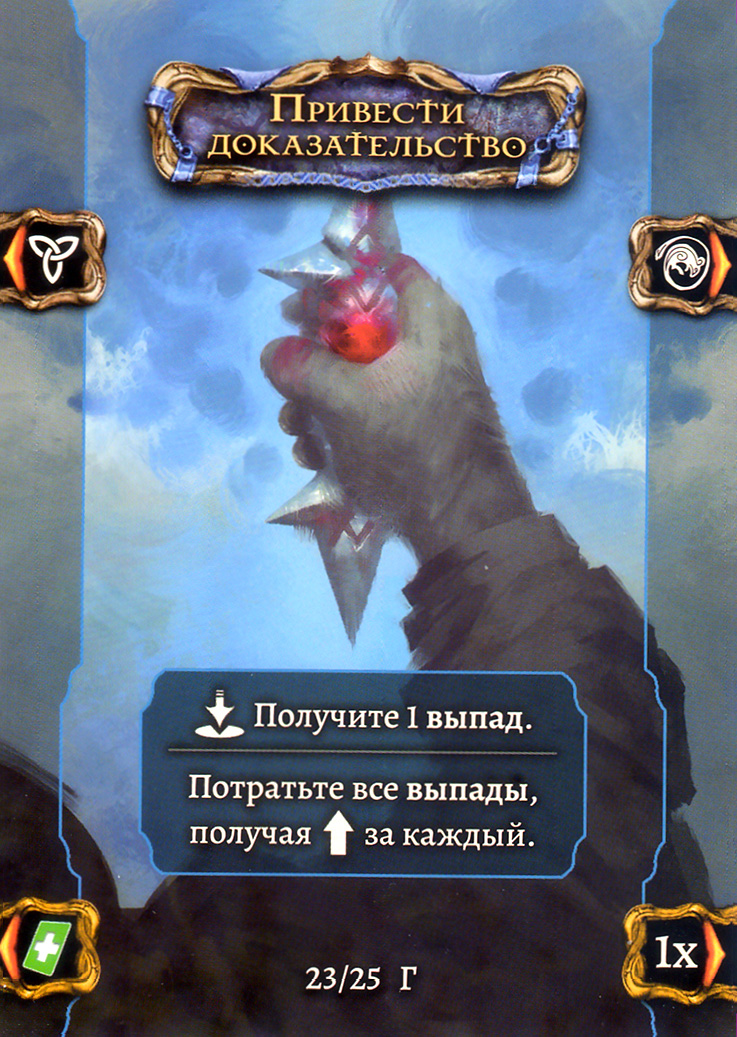 Привести
доказательство
Получите 1 выпад.
Потратьте все выпады,
получая за каждый.
1x
23/25 Г